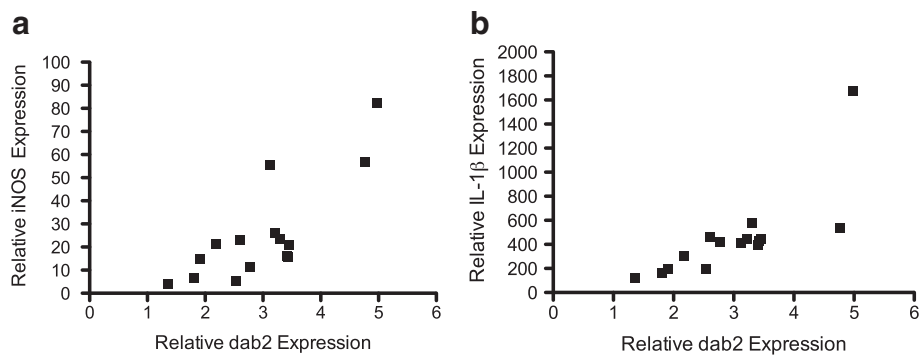 a
Relative iNOS Expression
100
90
80
70
60
50
40
30
20
10
0
0 1 2 3 4 5 6
Relative dab2 Expression
b
Relative IL-1β Expression
2000
1800
1600
1400
1200
1000
800
600
400
200
0
0 1 2 3 4 5 6
Relative dab2 Expression